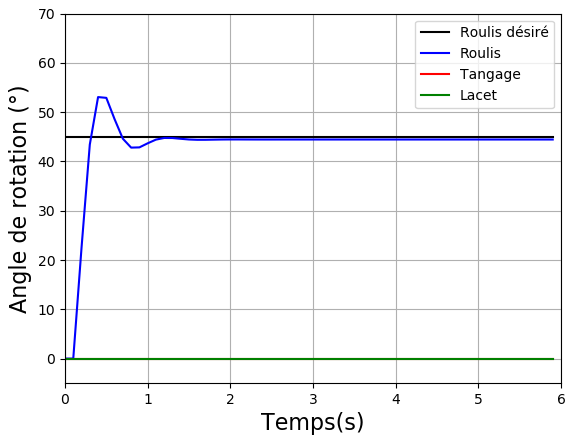 Roulis désiré
Roulis
Tangage
Lacet
70
60
50
40
30
20
10
0
Angle de rotation (°)
0 1 2 3 4 5 6
Temps(s)